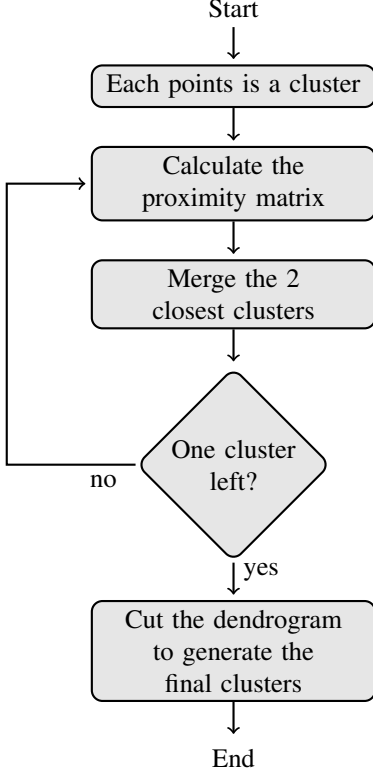 Start
Each points is a cluster
Calculate the
proximity matrix
Merge the 2
closest clusters
One cluster
left?
no
yes
Cut the dendrogram
to generate the
final clusters
End